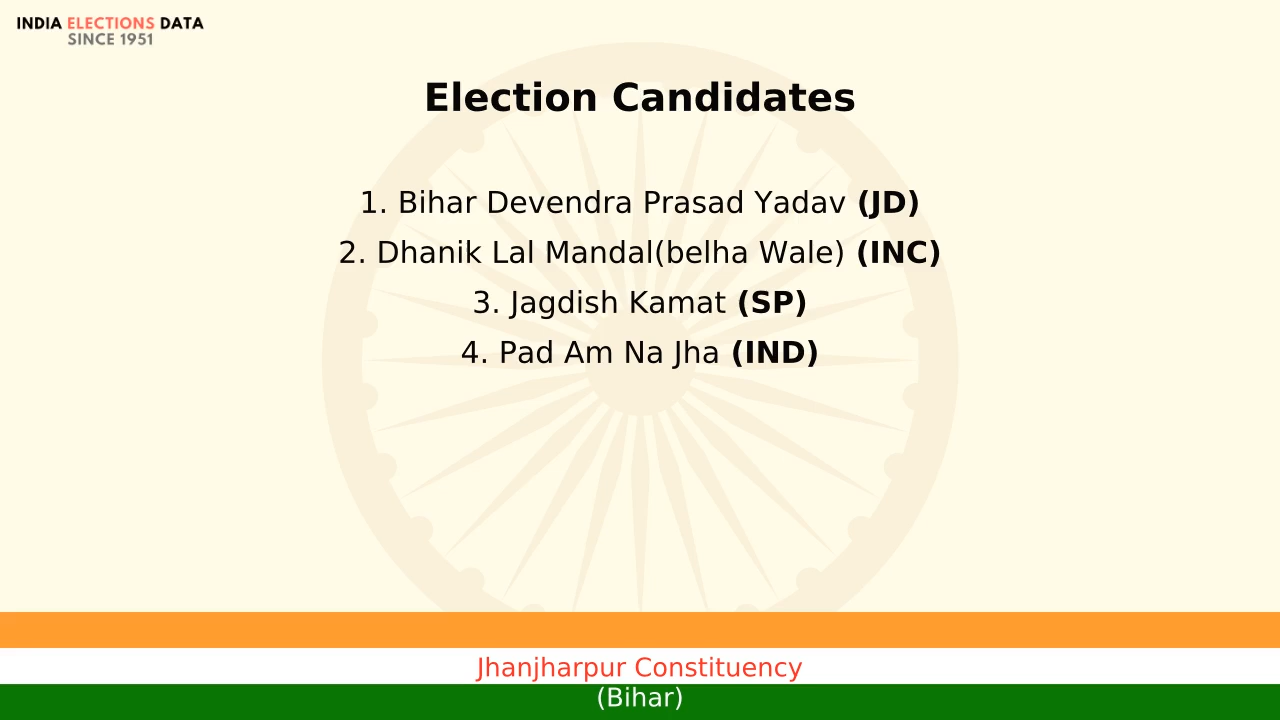 INDIA ELECTIONS DATA
SINCE 1951
Election Candidates
1. Bihar Devendra Prasad Yadav (JD)
2. Dhanik Lal Mandal(belha Wale) (INC)
3. Jagdish Kamat (SP)
4. Pad Am Na Jha (IND)
Jhanjharpur Constituency
(Bihar)